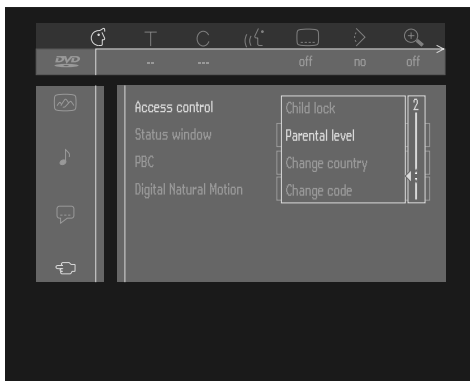 T C
DVD -- --- off no off
Access control Child lock 2
Status window Parental level
PBC Change country
Digital Natural Motion Change code